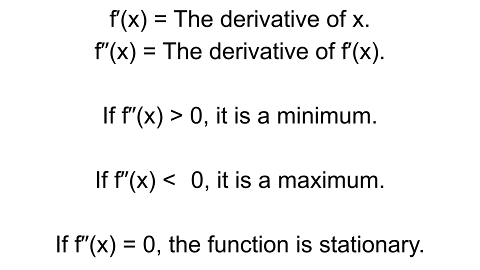 f′(x) = The derivative of x.
f″(x) = The derivative of f′(x).
If f″(x) > 0, it is a minimum.
If f″(x) < 0, it is a maximum.
If f″(x) = 0, the function is stationary.